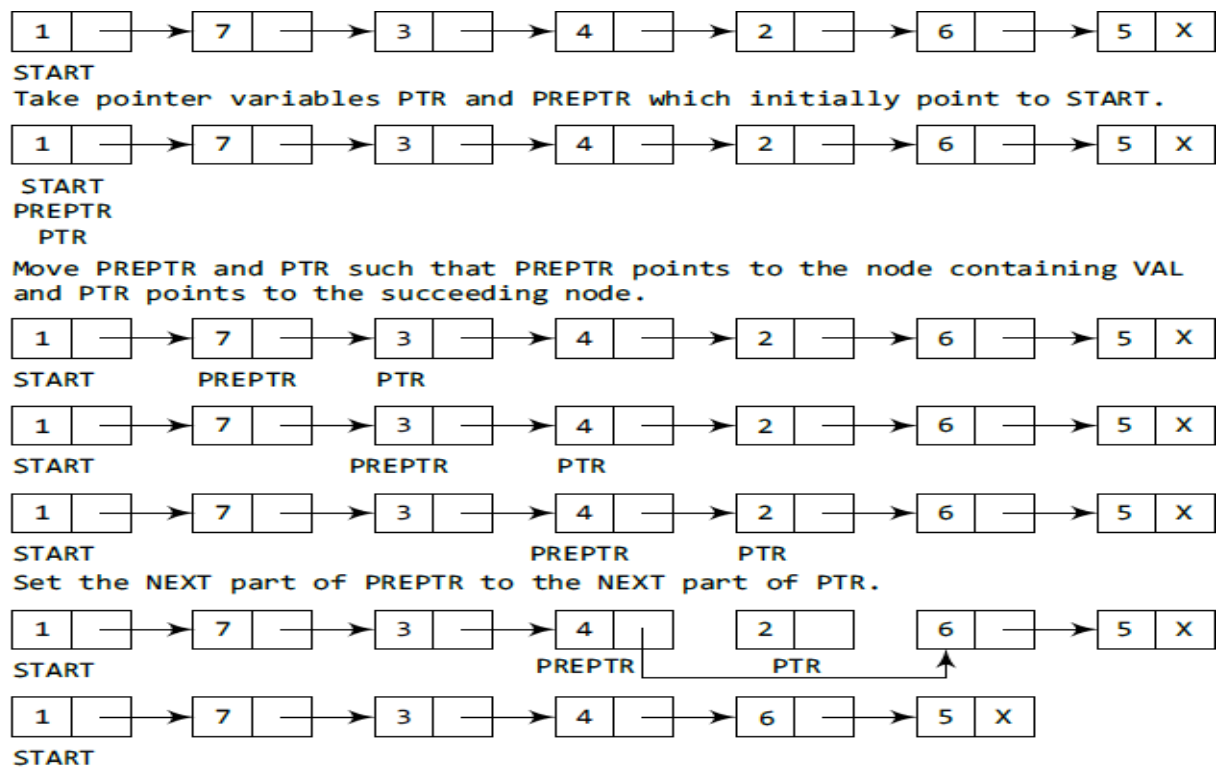 1 7 3 4 2 6 5 X
START
Take pointer variables PTR and PREPTR which initially point to START.
1 7 3 4 2 6 5 X
START
PREPTR
PTR
Move PREPTR and PTR such that PREPTR points to the node containing VAL
and PTR points to the succeeding node.
1 7 3 4 2 6 5 X
START PREPTR PTR
1 7 3 4 2 6 5 X
START PREPTR PTR
1 7 3 4 2 6 5 X
START PREPTR PTR
Set the NEXT part of PREPTR to the NEXT part of PTR.
1 7 3 4 2 6 5 X
START PREPTR PTR
1 7 3 4 6 5 X
START